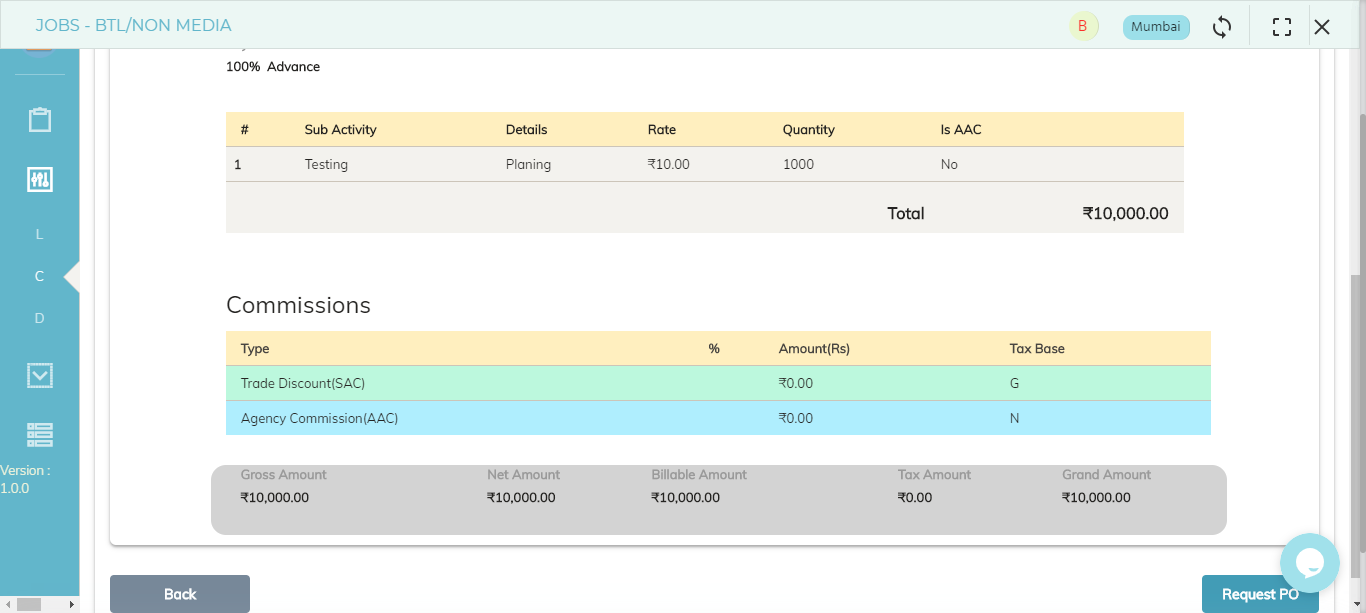 JOBS - BTL/NON MEDIA
B
Mumbai
100% Advance
# Sub Activity Details Rate Quantity Is AAC
1 Testing Planing ₹10.00 1000 No
Total ₹10,000.00
L
C
D
Version :
1.0.0
Commissions
Type % Amount(Rs) Tax Base
Trade Discount(SAC) ₹0.00 G
Agency Commission(AAC) ₹0.00 N
Gross Amount Net Amount Billable Amount Tax Amount Grand Amount
₹10,000.00 ₹10,000.00 ₹10,000.00 ₹0.00 ₹10,000.00
Back
Request PO